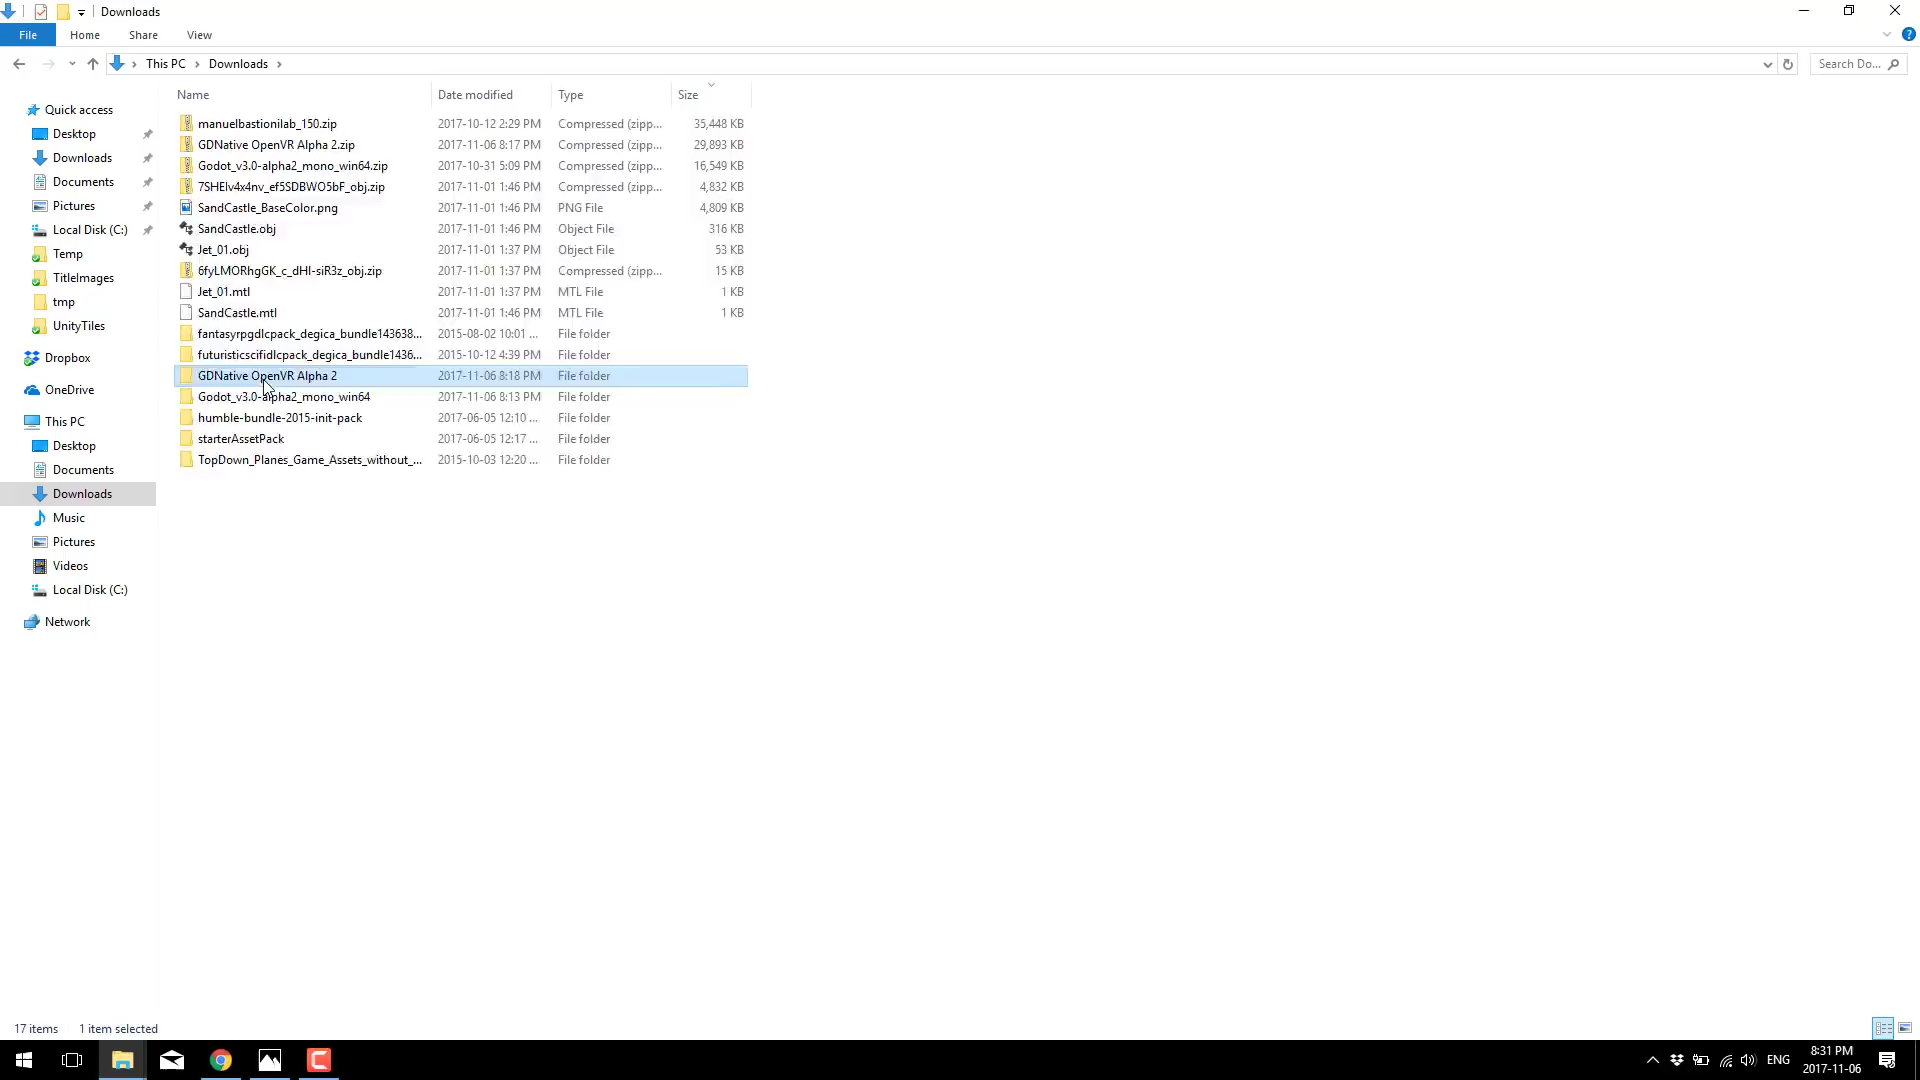 Downloads
File Home Share View
This PC Downloads
Search Do...
Name Date modified Type Size
Quick access
Desktop
Downloads
Documents
Pictures
Local Disk (C:)
Temp
TitleImages
tmp
UnityTiles
Dropbox
OneDrive
This PC
Desktop
Documents
Downloads
Music
Pictures
Videos
Local Disk (C:)
Network
manuelbastionilab_150.zip 2017-10-12 2:29 PM Compressed (zipp... 35,448 KB
GDNative OpenVR Alpha 2.zip 2017-11-06 8:17 PM Compressed (zipp... 29,893 KB
Godot_v3.0-alpha2_mono_win64.zip 2017-10-31 5:09 PM Compressed (zipp... 16,549 KB
7SHElv4x4nv_ef5SDBWO5bF_obj.zip 2017-11-01 1:46 PM Compressed (zipp... 4,832 KB
SandCastle_BaseColor.png 2017-11-01 1:46 PM PNG File 4,809 KB
SandCastle.obj 2017-11-01 1:46 PM Object File 316 KB
Jet_01.obj 2017-11-01 1:37 PM Object File 53 KB
6fyLMORhgGK_c_dHI-siR3z_obj.zip 2017-11-01 1:37 PM Compressed (zipp... 15 KB
Jet_01.mtl 2017-11-01 1:37 PM MTL File 1 KB
SandCastle.mtl 2017-11-01 1:46 PM MTL File 1 KB
fantasyrpgdlcpack_degica_bundle143638... 2015-08-02 10:01 ... File folder
futuristicscifidlcpack_degica_bundle1436... 2015-10-12 4:39 PM File folder
GDNative OpenVR Alpha 2 2017-11-06 8:18 PM File folder
Godot_v3.0-alpha2_mono_win64 2017-11-06 8:13 PM File folder
humble-bundle-2015-init-pack 2017-06-05 12:10 ... File folder
starterAssetPack 2017-06-05 12:17 ... File folder
TopDown_Planes_Game_Assets_without_... 2015-10-03 12:20 ... File folder
17 items 1 item selected
ENG
8:31 PM
2017-11-06